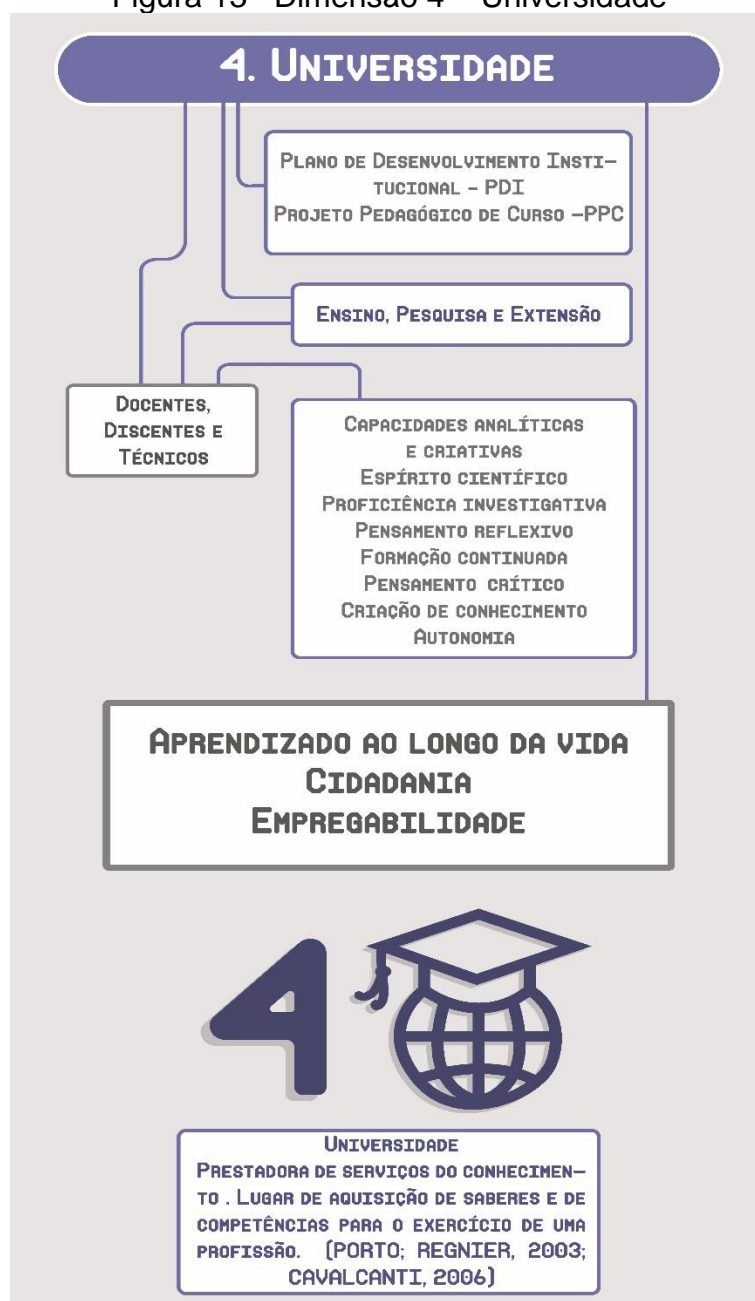 Figura 15 - Dimensão 4 – Universidade
4. Universidade
Plano de Desenvolvimento Insti-
tucional - PDI
Projeto Pedagógico de Curso -PPC
Ensino, Pesquisa e Extensão
Docentes,
Discentes e
Técnicos
Capacidades analíticas
e criativas
Espírito científico
Proficiência investigativa
Pensamento reflexivo
Formação continuada
Pensamento crítico
Criação de conhecimento
Autonomia
Aprendizado ao longo da vida
Cidadania
Empregabilidade
4
Universidade
Prestadora de serviços do conhecimen-
to . Lugar de aquisição de saberes e de
competências para o exercício de uma
profissão. (PORTO; REGNIER, 2003;
CAVALCANTI, 2006)